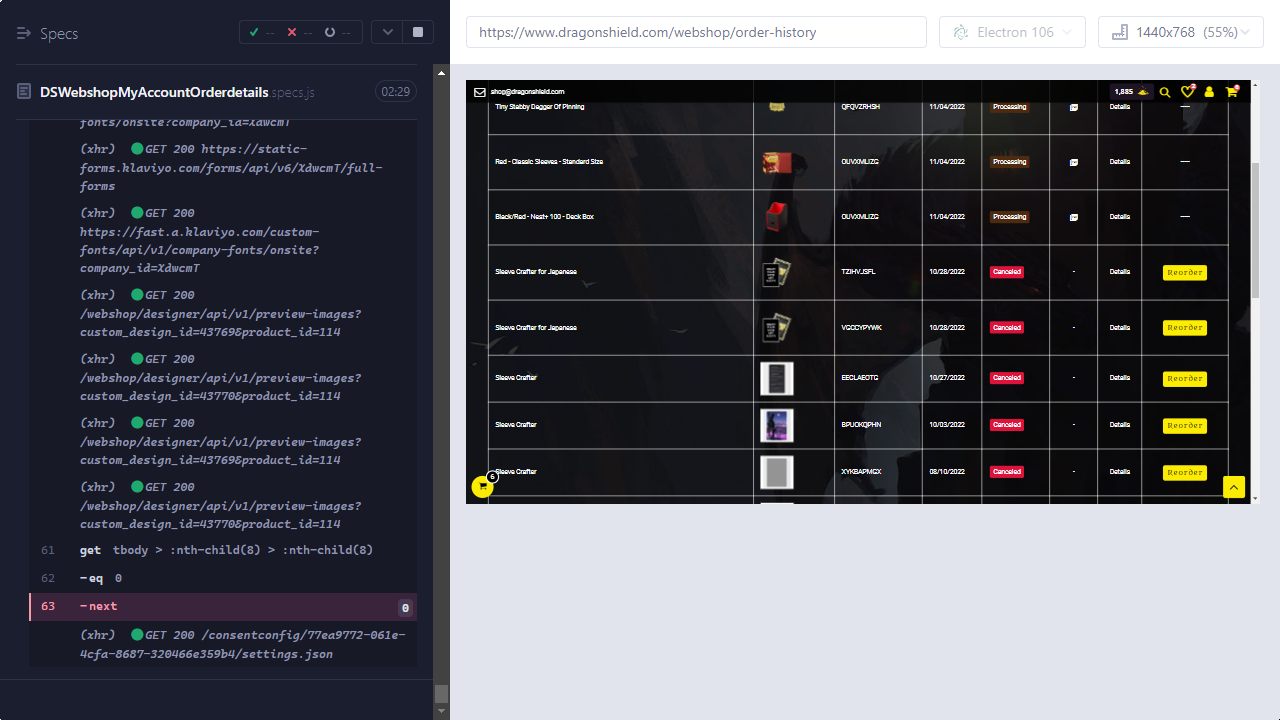 Specs
--
--
--
https://www.dragonshield.com/webshop/order-history
Electron 106
1440x768 (55%)
DSWebshopMyAccountOrderdetails specs.js
02:29
fonts/onsite?company_id=XdwcmT
(xhr) GET 200 https://static-
forms.klaviyo.com/forms/api/v6/XdwcmT/full-
forms
(xhr) GET 200
https://fast.a.klaviyo.com/custom-
fonts/api/v1/company-fonts/onsite?
company_id=XdwcmT
(xhr) GET 200
/webshop/designer/api/v1/preview-images?
custom_design_id=43769&product_id=114
(xhr) GET 200
/webshop/designer/api/v1/preview-images?
custom_design_id=43770&product_id=114
(xhr) GET 200
/webshop/designer/api/v1/preview-images?
custom_design_id=43769&product_id=114
(xhr) GET 200
/webshop/designer/api/v1/preview-images?
custom_design_id=43770&product_id=114
61 get tbody > :nth-child(8) > :nth-child(8)
62 -eq 0
63 -next 0
(xhr) GET 200 /consentconfig/77ea9772-061e-
4cfa-8687-320466e359b4/settings.json
shop@dragonshield.com
1,885
Tiny Stabby Dagger Of Pinning QFQVZRHSH 11/04/2022 Processing Details —
Red - Classic Sleeves - Standard Size OUVXMLIZG 11/04/2022 Processing Details —
Black/Red - Nest+ 100 - Deck Box OUVXMLIZG 11/04/2022 Processing Details —
Sleeve Crafter for Japanese TZIHVJSFL 10/28/2022 Canceled - Details Reorder
Sleeve Crafter for Japanese VGCCYPYWK 10/28/2022 Canceled - Details Reorder
Sleeve Crafter EECLAEOTG 10/27/2022 Canceled - Details Reorder
Sleeve Crafter BPUOKQPHN 10/03/2022 Canceled - Details Reorder
Sleeve Crafter XYKBAPMGX 08/10/2022 Canceled - Details Reorder
6